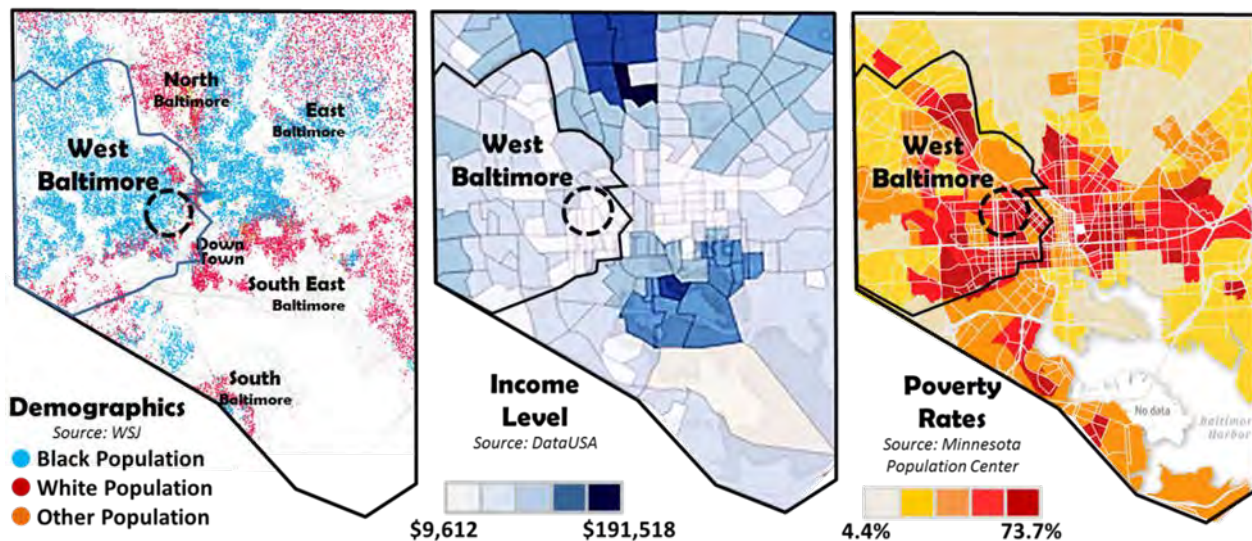 North
Baltimore
East
Baltimore
West
Baltimore
Down
Town
South East
Baltimore
South
Baltimore
Demographics
Source: WSJ
Black Population
White Population
Other Population
West
Baltimore
Income
Level
Source: DataUSA
$9,612 $191,518
West
Baltimore
Poverty
Rates
Source: Minnesota
Population Center
No data
Baltimor
Harbor
4.4% 73.7%